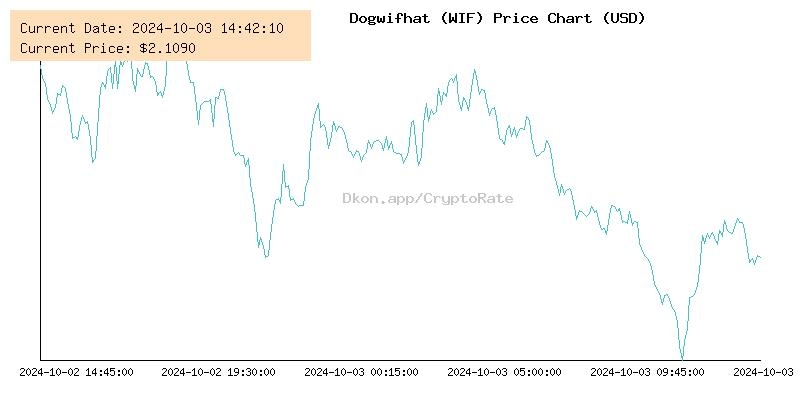 Dogwifhat (WIF) Price Chart (USD)
Current Date: 2024-10-03 14:42:10
Current Price: $2.1090
Dkon.app/CryptoRate
2024-10-02 14:45:00 2024-10-02 19:30:00 2024-10-03 00:15:00 2024-10-03 05:00:00 2024-10-03 09:45:00 2024-10-03